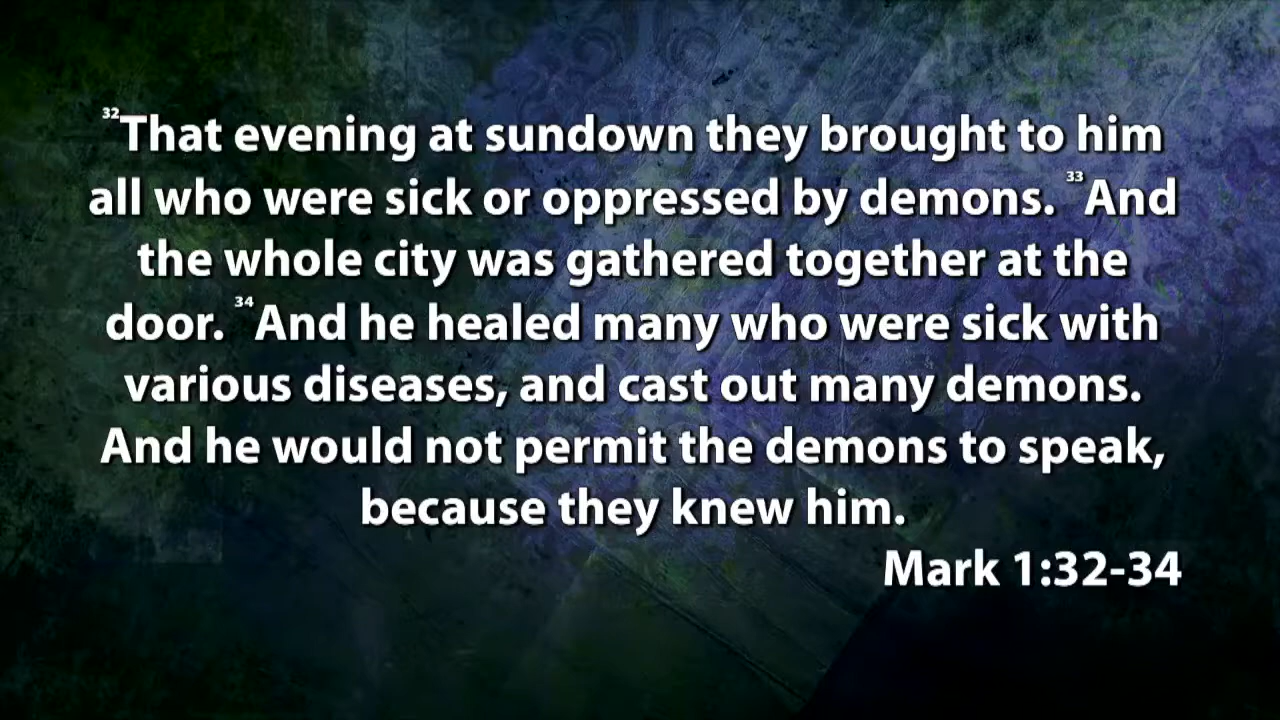 ³²That evening at sundown they brought to him
all who were sick or oppressed by demons. ³³And
the whole city was gathered together at the
door. ³⁴And he healed many who were sick with
various diseases, and cast out many demons.
And he would not permit the demons to speak,
because they knew him.
Mark 1:32-34